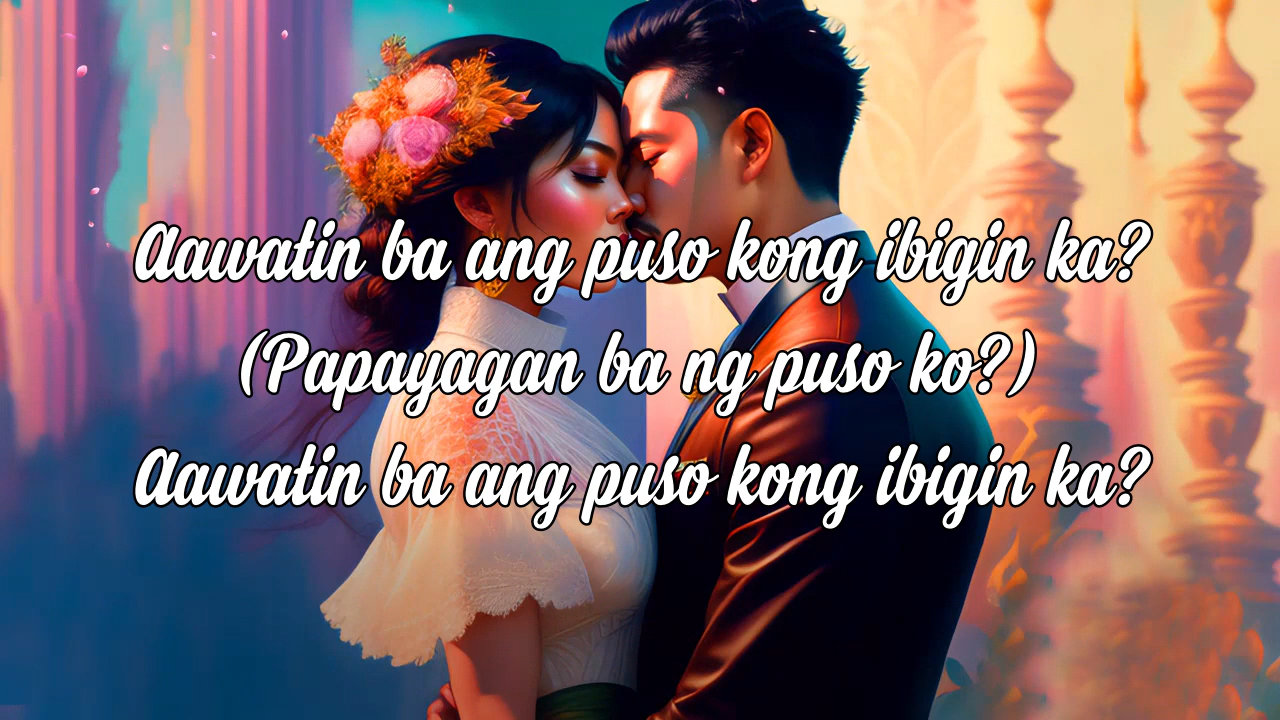 Aawatin ba ang puso kong ibigin ka?
(Papayagan ba ng puso ko?)
Aawatin ba ang puso kong ibigin ka?